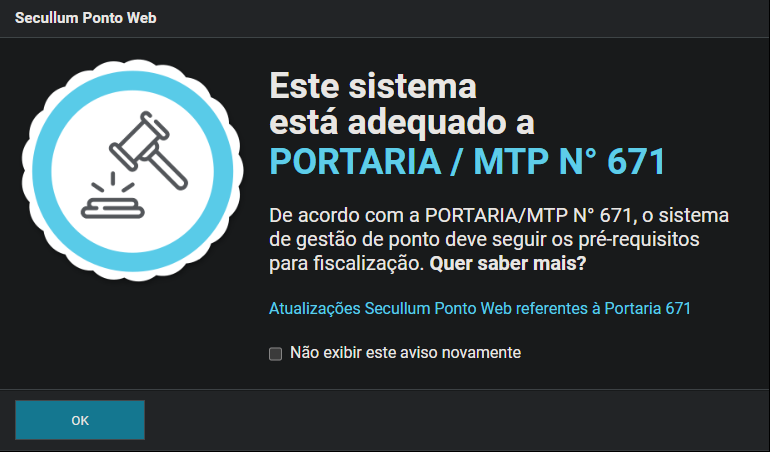 Secullum Ponto Web
Este sistema
está adequado a
PORTARIA / MTP N° 671
De acordo com a PORTARIA/MTP N° 671, o sistema
de gestão de ponto deve seguir os pré-requisitos
para fiscalização. Quer saber mais?
Atualizações Secullum Ponto Web referentes à Portaria 671
Não exibir este aviso novamente
OK